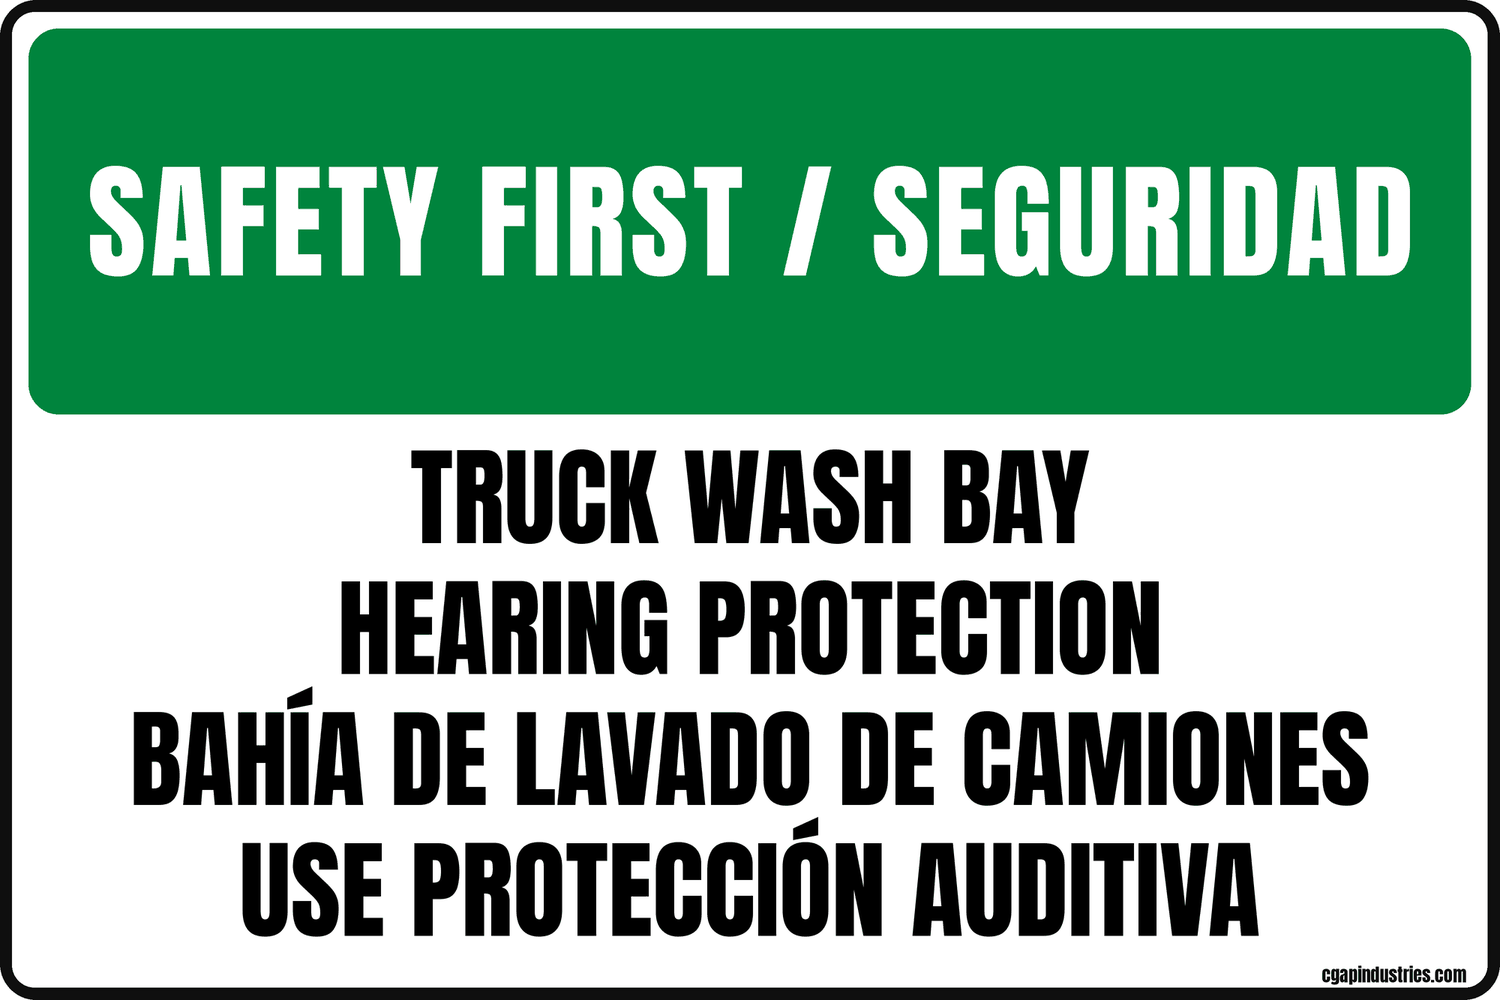 SAFETY FIRST / SEGURIDAD
TRUCK WASH BAY
HEARING PROTECTION
BAHÍA DE LAVADO DE CAMIONES
USE PROTECCIÓN AUDITIVA
cgapindustries.com